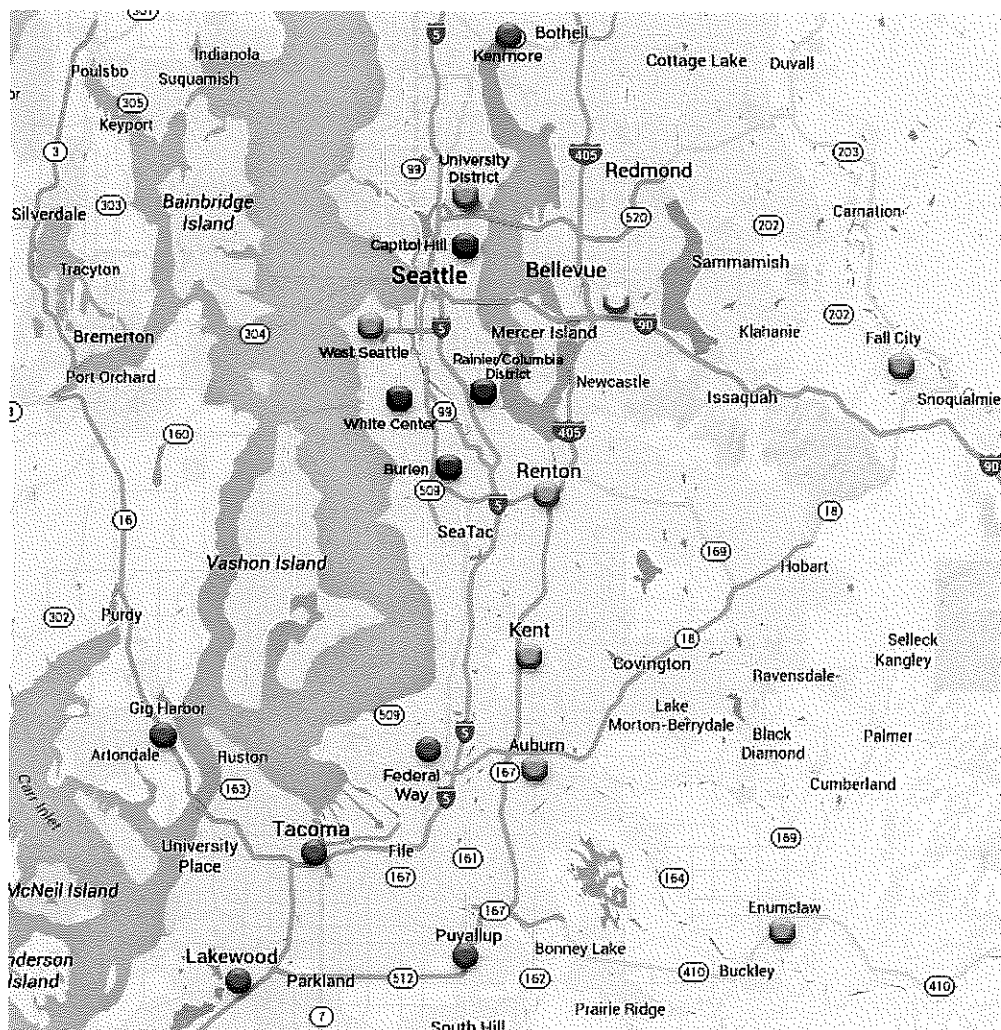 301
Indianola
Poulsbo
Suquamish
305
Keyport
3
Silverdale
303
Bainbridge
Island
Tracyton
Bremerton
304
Port Orchard
160
16
5
Bothell
Kenmore
Cottage Lake
Duvall
99
University
District
405
Redmond
203
520
202
Carnation
Capitol Hill
Seattle
Bellevue
Sammamish
West Seattle
5
Mercer Island
90
Klahanie
202
Fall City
Rainier/Columbia
District
Newcastle
Issaquah
Snoqualmie
White Center
99
405
Burien
509
Renton
90
5
18
SeaTac
169
Hobart
Vashon Island
302
Purdy
Kent
18
Covington
Selleck
Kangley
Ravensdale
Gig Harbor
509
5
Lake
Morton-Berrydale
Black
Diamond
Palmer
Artondale
Ruston
Auburn
163
Federal
Way
5
167
Cumberland
Carr Inlet
Tacoma
University
Place
Fife
161
169
167
164
McNeil Island
167
Enumclaw
Puyallup
Bonney Lake
Lakewood
nderson
Island
Parkland
512
162
410
Buckley
410
7
Prairie Ridge
South Hill